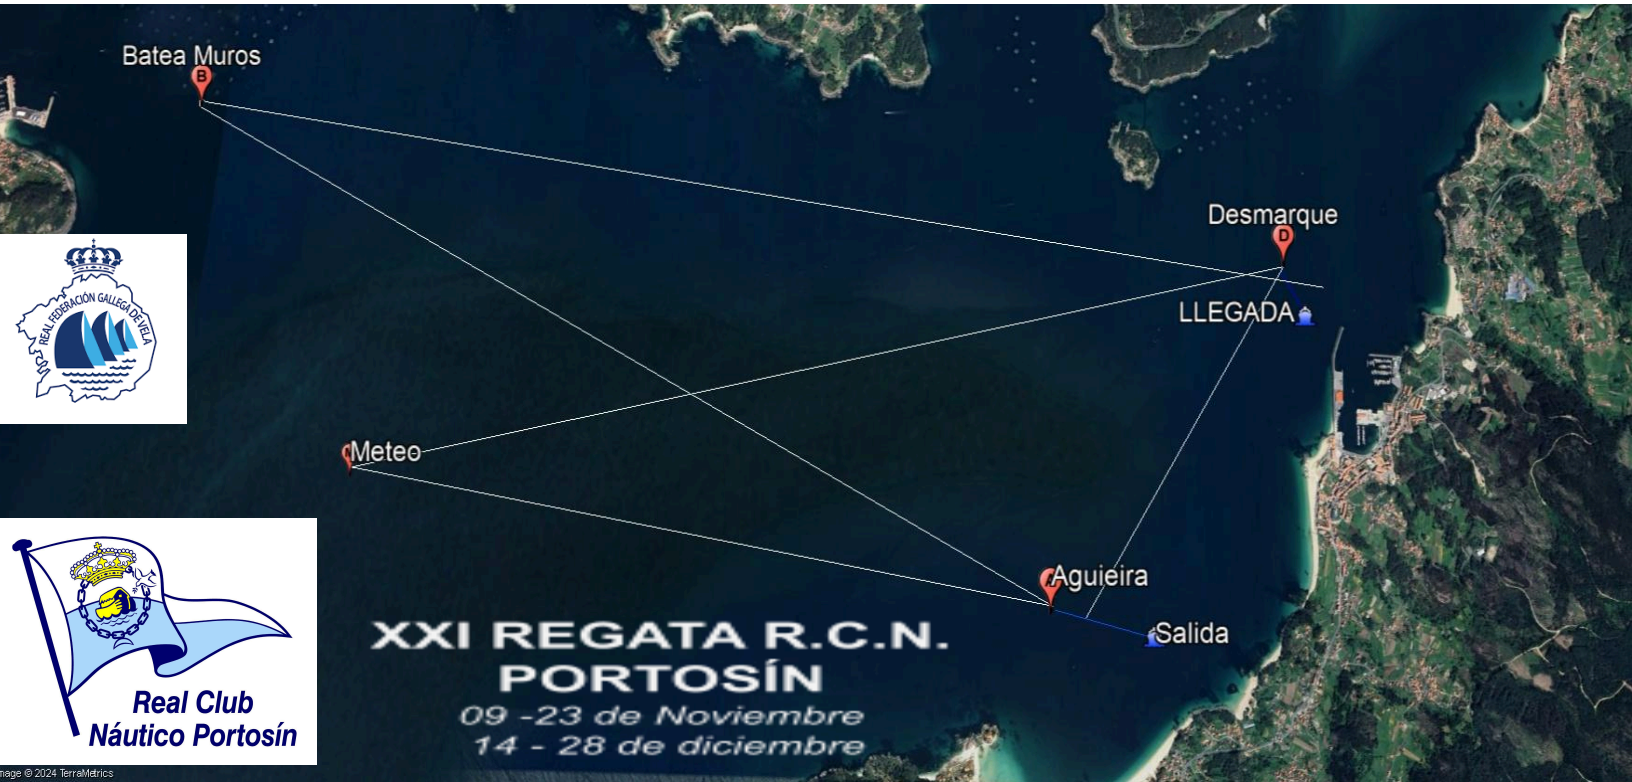 Batea Muros
B
Desmarque
D
LLEGADA
REAL FEDERACIÓN GALLEGA DE VELA
Meteo
Aguieira
Salida
XXI REGATA R.C.N.
PORTOSÍN
09 -23 de Noviembre
14 - 28 de diciembre
Real Club
Náutico Portosín
mage © 2024 TerraMetrics